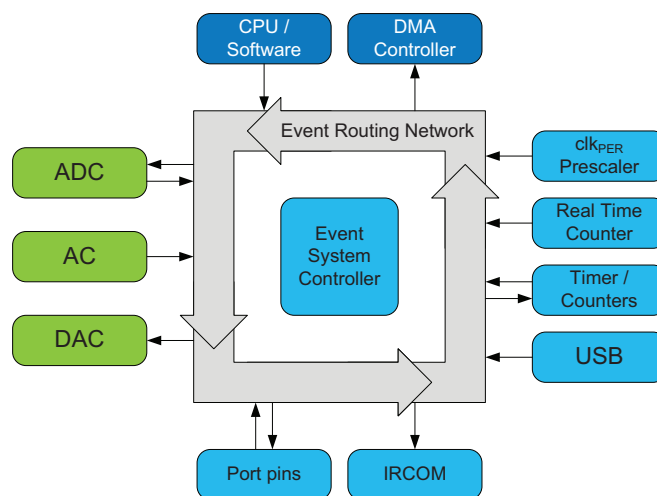 CPU /
Software
DMA
Controller
Event Routing Network
ADC
AC
DAC
Event
System
Controller
clkPER
Prescaler
Real Time
Counter
Timer /
Counters
USB
Port pins
IRCOM